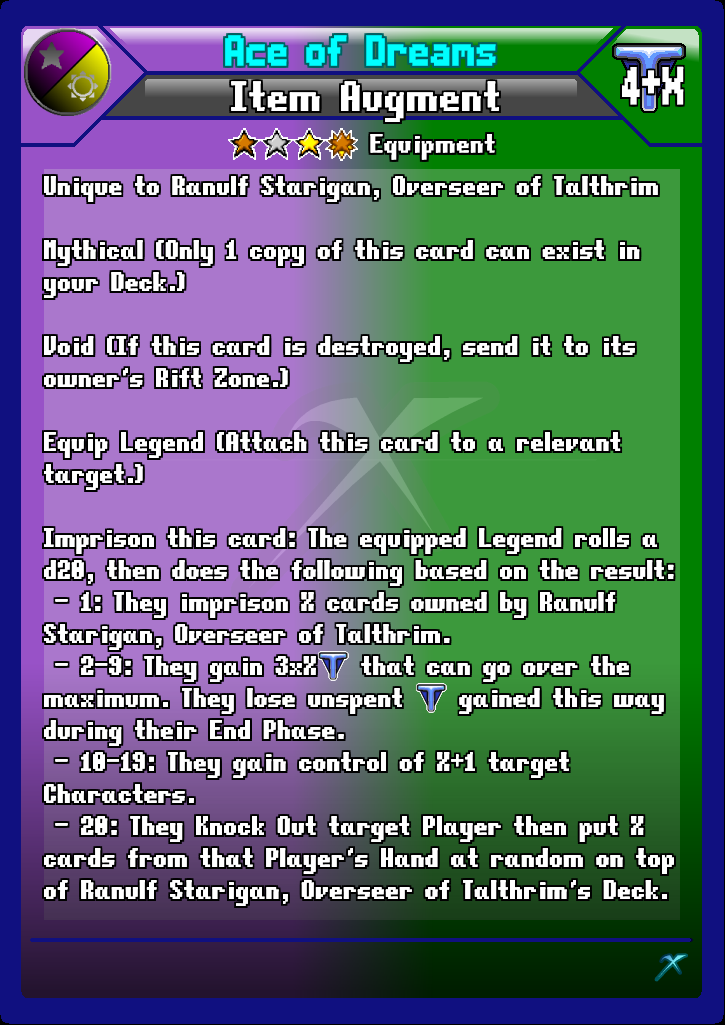 Ace of Dreams
4+X
Item Augment
Equipment
Unique to Ranulf Starigan, Overseer of Talthrim
Mythical (Only 1 copy of this card can exist in
your Deck.)
Void (If this card is destroyed, send it to its
owner's Rift Zone.)
Equip Legend (Attach this card to a relevant
target.)
Imprison this card: The equipped Legend rolls a
d20, then does the following based on the result:
- 1: They imprison X cards owned by Ranulf
Starigan, Overseer of Talthrim.
- 2-9: They gain 3xX that can go over the
maximum. They lose unspent gained this way
during their End Phase.
- 10-19: They gain control of X+1 target
Characters.
- 20: They Knock Out target Player then put X
cards from that Player's Hand at random on top
of Ranulf Starigan, Overseer of Talthrim's Deck.